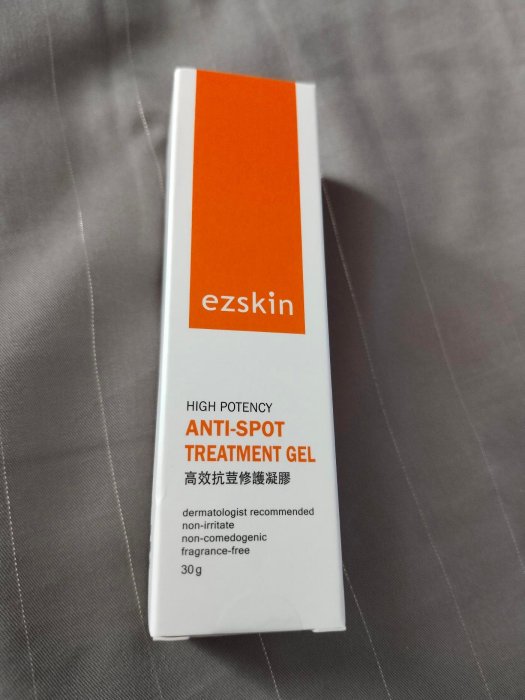 ezskin
HIGH POTENCY
ANTI-SPOT
TREATMENT GEL
高效抗荳修護凝膠
dermatologist recommended
non-irritate
non-comedogenic
fragrance-free
30g